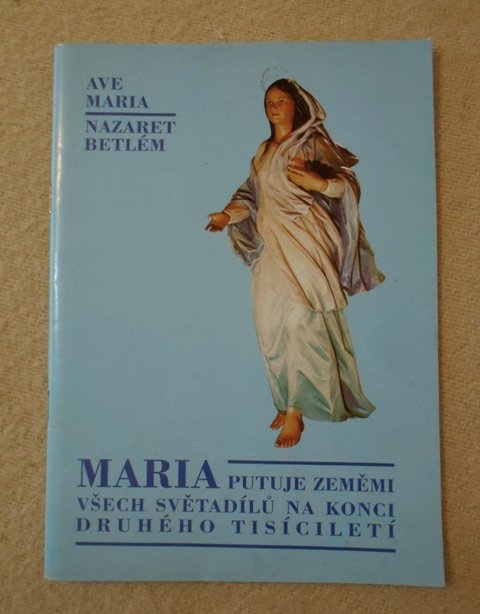 AVE
MARIA
NAZARET
BETLÉM
MARIA PUTUJE ZEMĚMI
VŠECH SVĚTADÍLŮ NA KONCI
DRUHÉHO TISÍCILETÍ